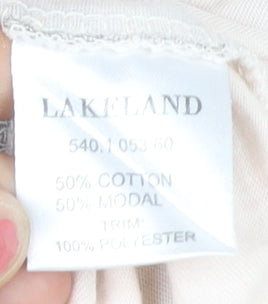 LAKELAND
540.1 053.60
50% COTTON
50% MODAL
TRIM:
100% POLYESTER